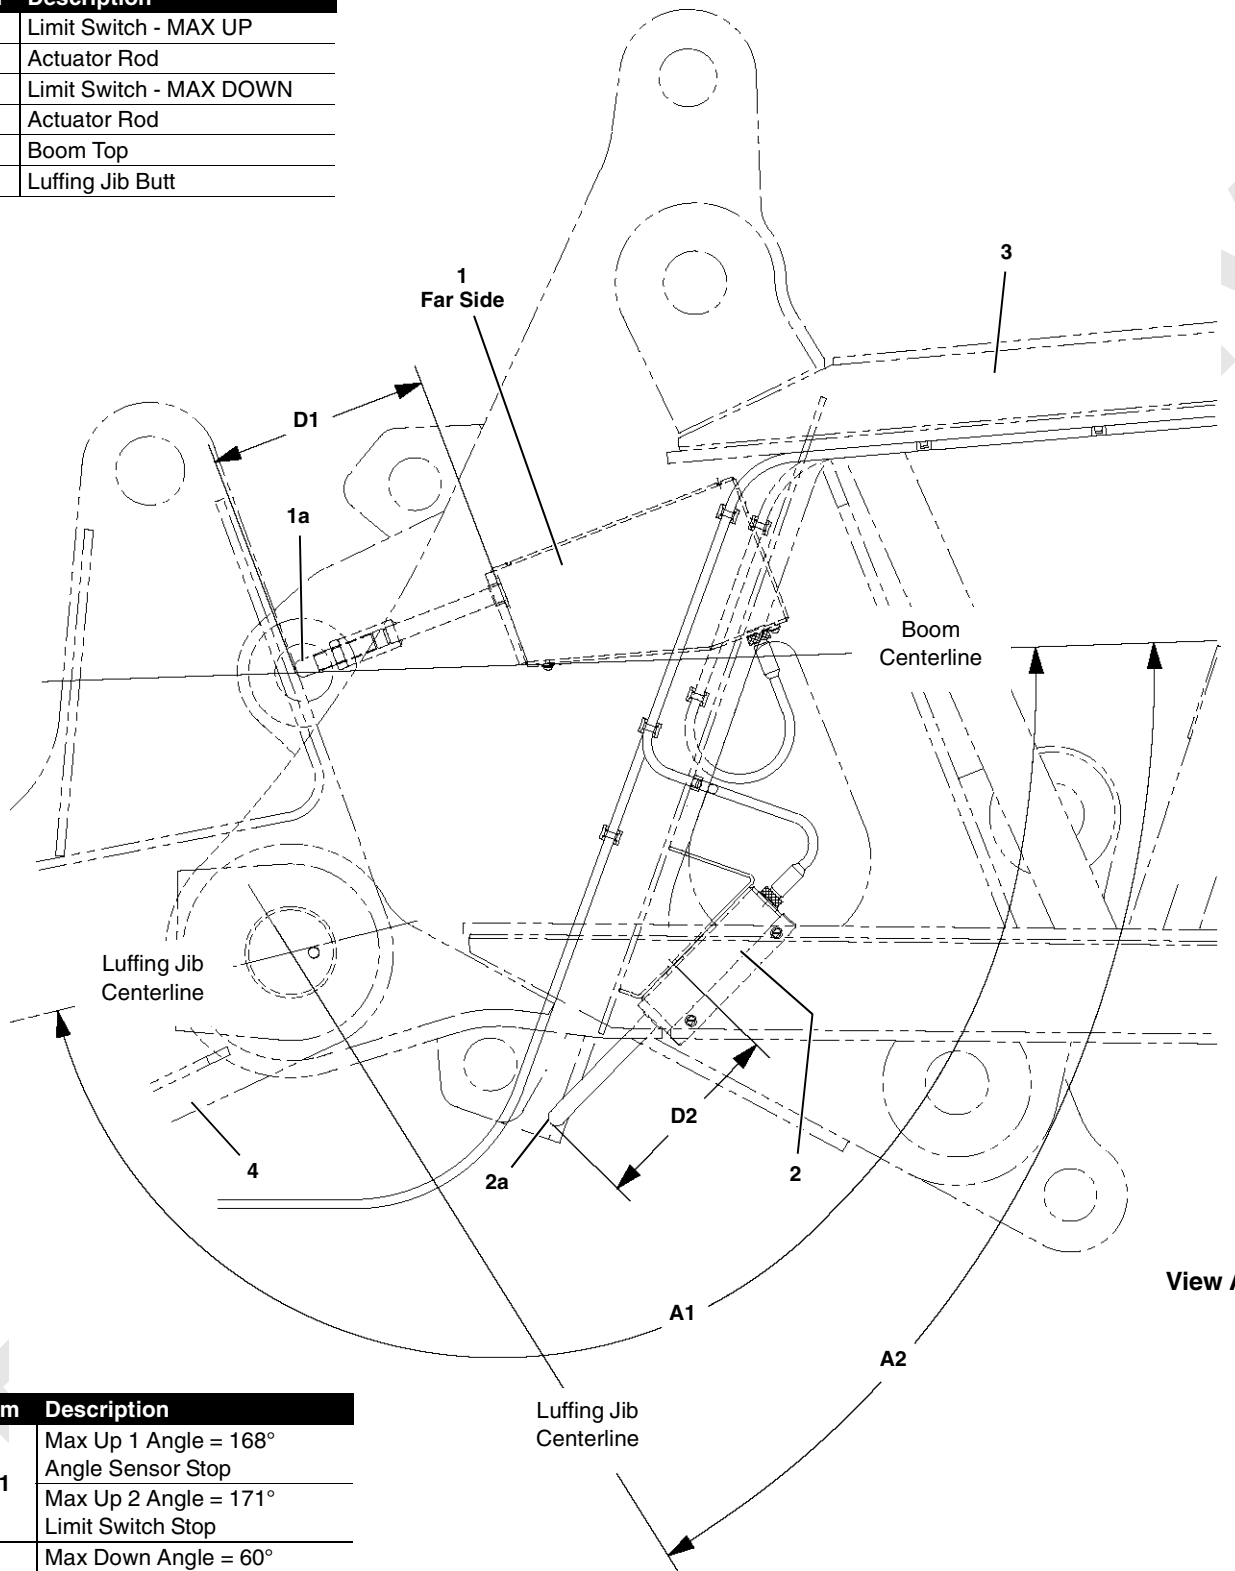 Description
Limit Switch - MAX UP
Actuator Rod
Limit Switch - MAX DOWN
Actuator Rod
Boom Top
Luffing Jib Butt
3
1
Far Side
D1
1a
Boom
Centerline
Luffing Jib
Centerline
D2
4
2a
2
View A
A1
A2
Luffing Jib
Centerline
m Description
Max Up 1 Angle = 168°
Angle Sensor Stop
1
Max Up 2 Angle = 171°
Limit Switch Stop
Max Down Angle = 60°